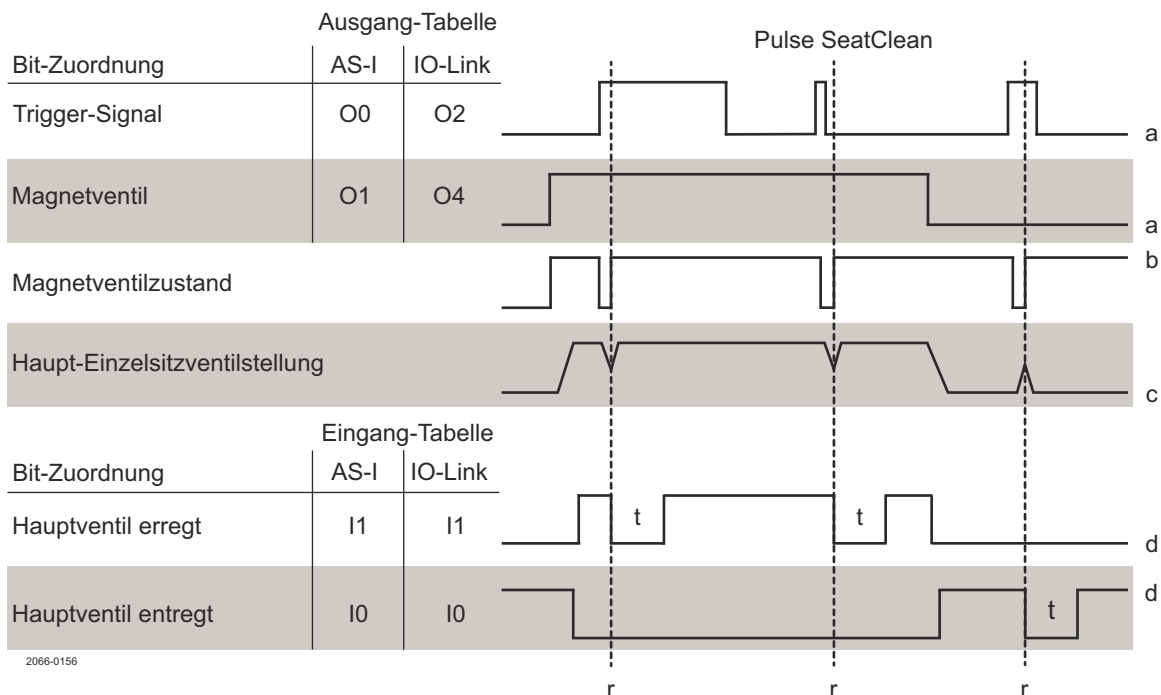 Ausgang-Tabelle
Pulse SeatClean
Bit-Zuordnung AS-I IO-Link
Trigger-Signal O0 O2
a
Magnetventil O1 O4
a
b
Magnetventilzustand
Haupt-Einzelsitzventilstellung
c
Eingang-Tabelle
Bit-Zuordnung AS-I IO-Link
Hauptventil erregt I1 I1 t t
d
d
Hauptventil entregt I0 I0 t
2066-0156
r r r